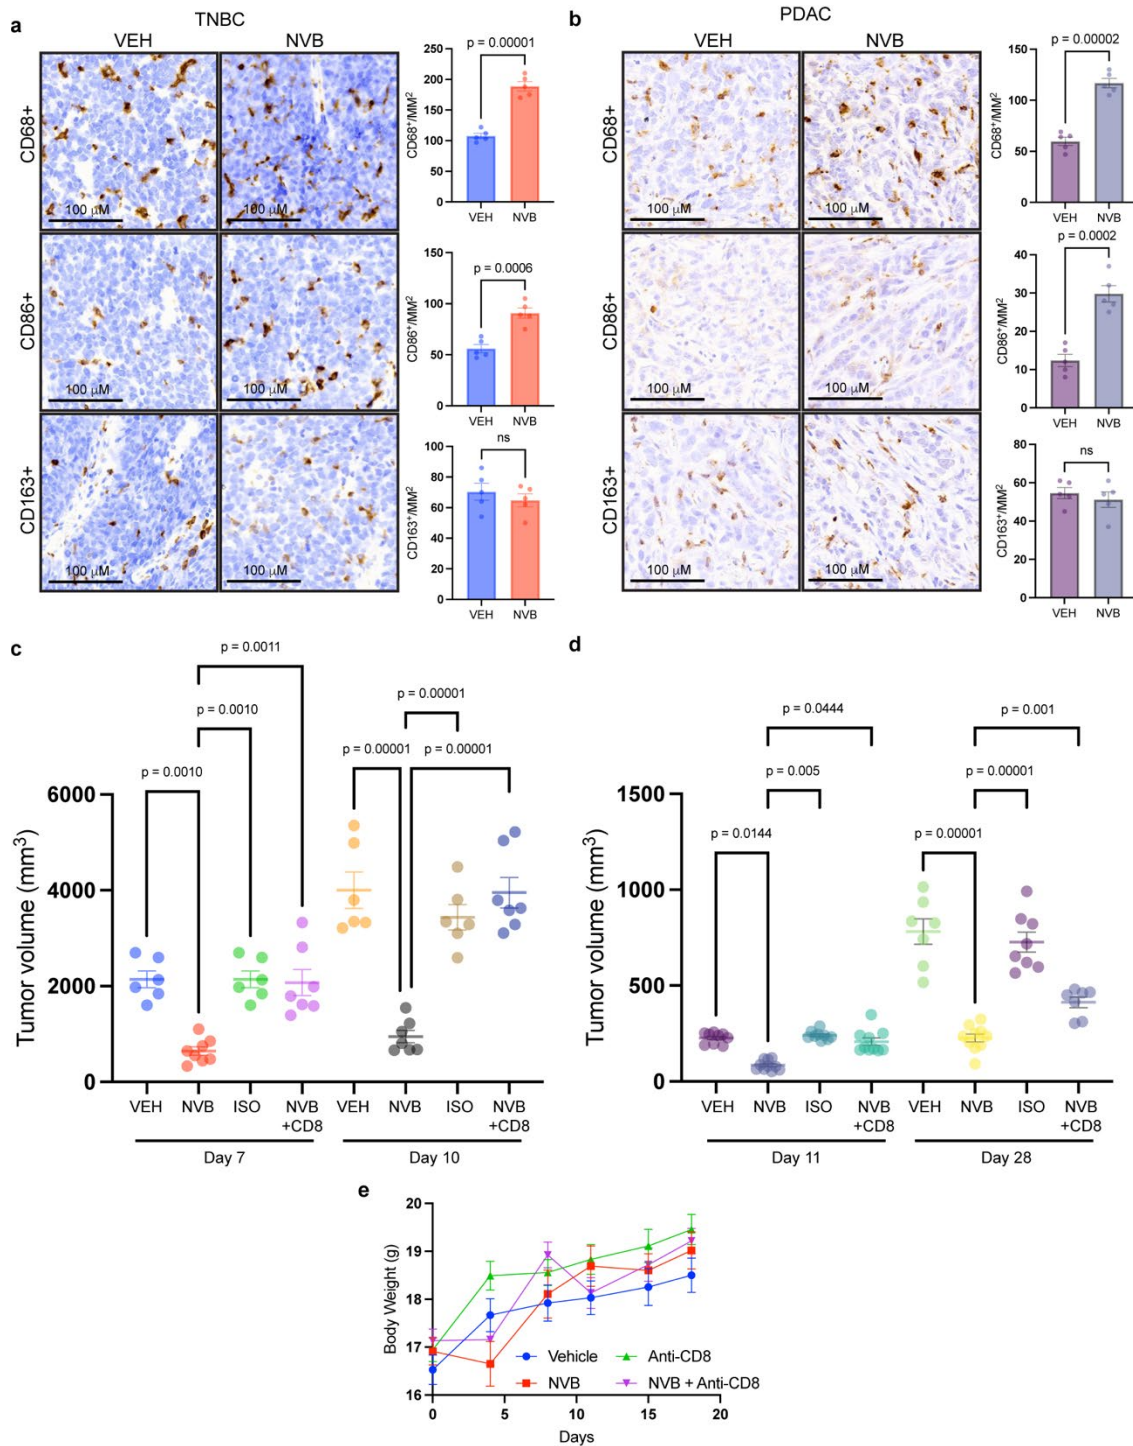 a
TNBC
VEH
NVB
CD68+
100 µM
100 µM
CD86+
100 µM
100 µM
CD163+
100 µM
100 µM
p = 0.00001
250
200
150
100
50
0
CD68⁺/MM²
VEH
NVB
p = 0.0006
150
100
50
0
CD86⁺/MM²
VEH
NVB
ns
100
80
60
40
20
0
CD163⁺/MM²
VEH
NVB
b
PDAC
VEH
NVB
CD68+
100 µM
100 µM
CD86+
100 µM
100 µM
CD163+
100 µM
100 µM
p = 0.00002
150
100
50
0
CD68⁺/MM²
VEH
NVB
p = 0.0002
40
30
20
10
0
CD86⁺/MM²
VEH
NVB
ns
80
60
40
20
0
CD163⁺/MM²
VEH
NVB
c
p = 0.0011
p = 0.0010
p = 0.0010
p = 0.00001
p = 0.00001
p = 0.00001
6000
4000
2000
0
Tumor volume (mm³)
VEH
NVB
ISO
NVB
+CD8
VEH
NVB
ISO
NVB
+CD8
Day 7
Day 10
d
p = 0.0444
p = 0.005
p = 0.0144
p = 0.001
p = 0.00001
p = 0.00001
1500
1000
500
0
Tumor volume (mm³)
VEH
NVB
ISO
NVB
+CD8
VEH
NVB
ISO
NVB
+CD8
Day 11
Day 28
e
20
19
18
17
16
Body Weight (g)
Vehicle
Anti-CD8
NVB
NVB + Anti-CD8
0
5
10
15
20
Days